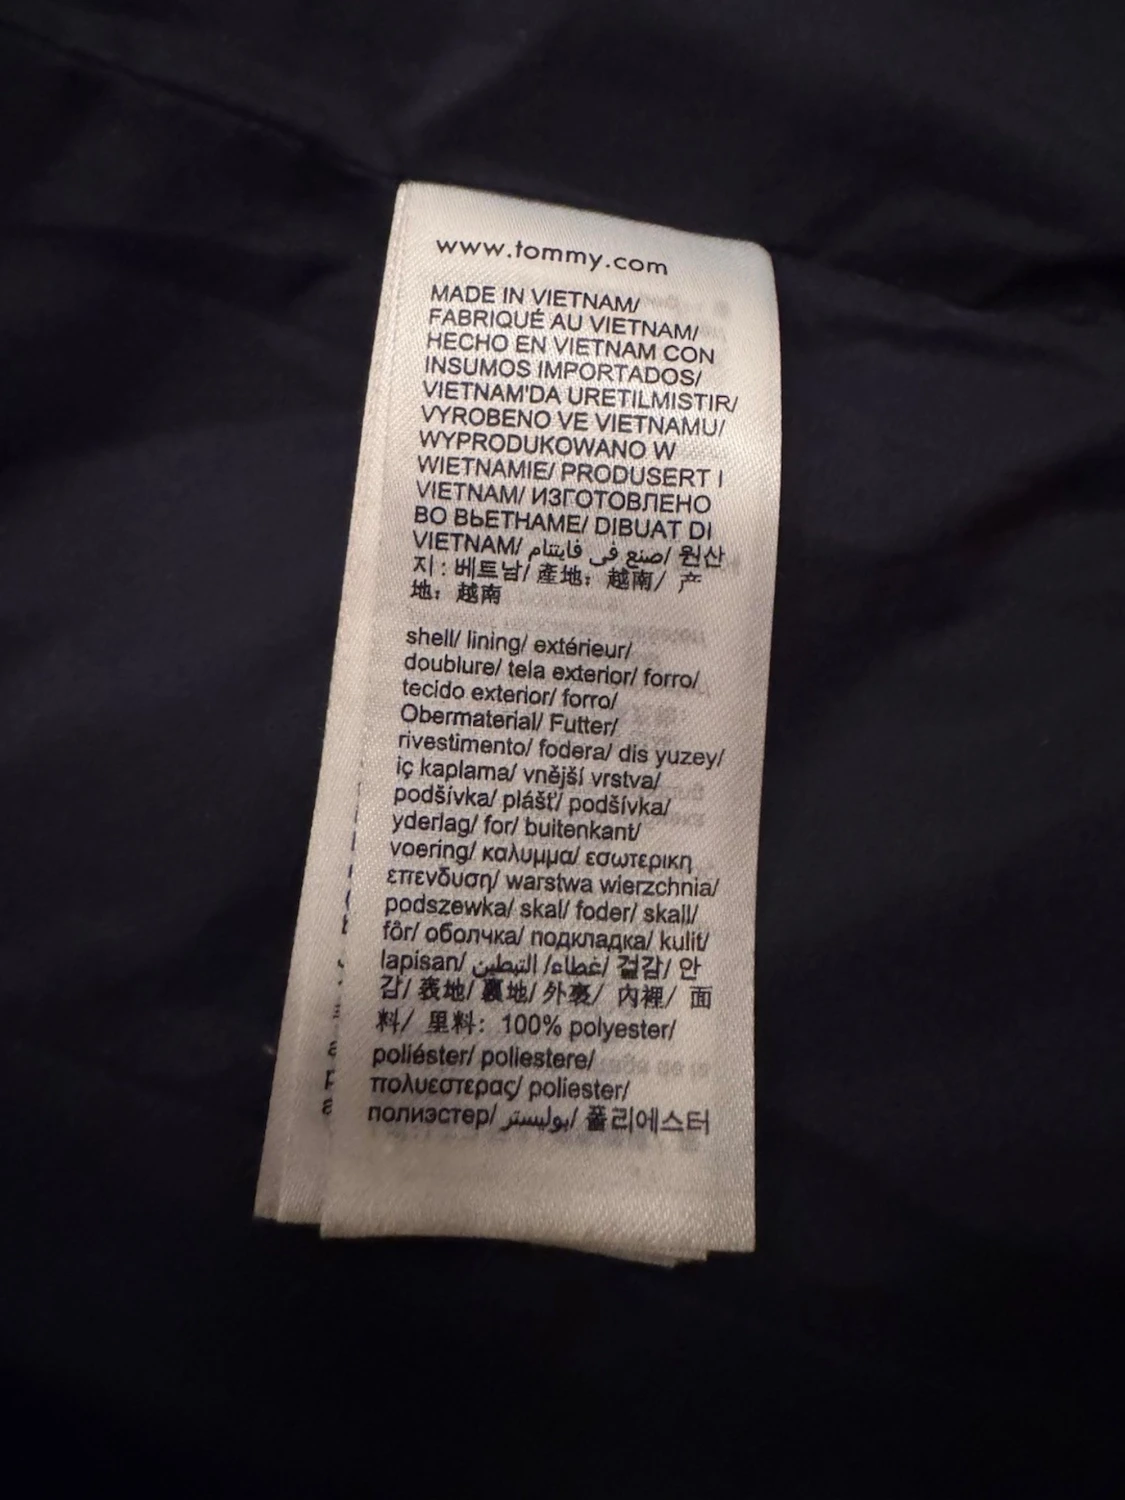 www.tommy.com
MADE IN VIETNAM/
FABRIQUÉ AU VIETNAM/
HECHO EN VIETNAM CON
INSUMOS IMPORTADOS/
VIETNAM'DA URETILMISTIR/
VYROBENO VE VIETNAMU/
WYPRODUKOWANO W
WIETNAMIE/ PRODUSERT I
VIETNAM/ ИЗГОТОВЛЕНО
ВО ВЬЕТНАМЕ/ DIBUAT DI
VIETNAM/ صنع فى فايتنام/ 원산
지 : 베트남/ 產地：越南/ 产
地：越南
shell/ lining/ extérieur/
doublure/ tela exterior/ forro/
tecido exterior/ forro/
Obermaterial/ Futter/
rivestimento/ fodera/ dis yuzey/
iç kaplama/ vnější vrstva/
podšívka/ plášť/ podšívka/
yderlag/ for/ buitenkant/
voering/ καλυμμα/ εσωτερικη
επενδυση/ warstwa wierzchnia/
podszewka/ skal/ foder/ skall/
fôr/ оболчка/ подкладка/ kulit/
lapisan/ غطاء/ التبطين/ 겉감/ 안
감/ 表地/ 裏地/ 外裹/ 內裡/ 面
料/ 里料：100% polyester/
poliéster/ poliestere/
πολυεστερας/ poliester/
полиэстер/ بوليستر/ 폴리에스터